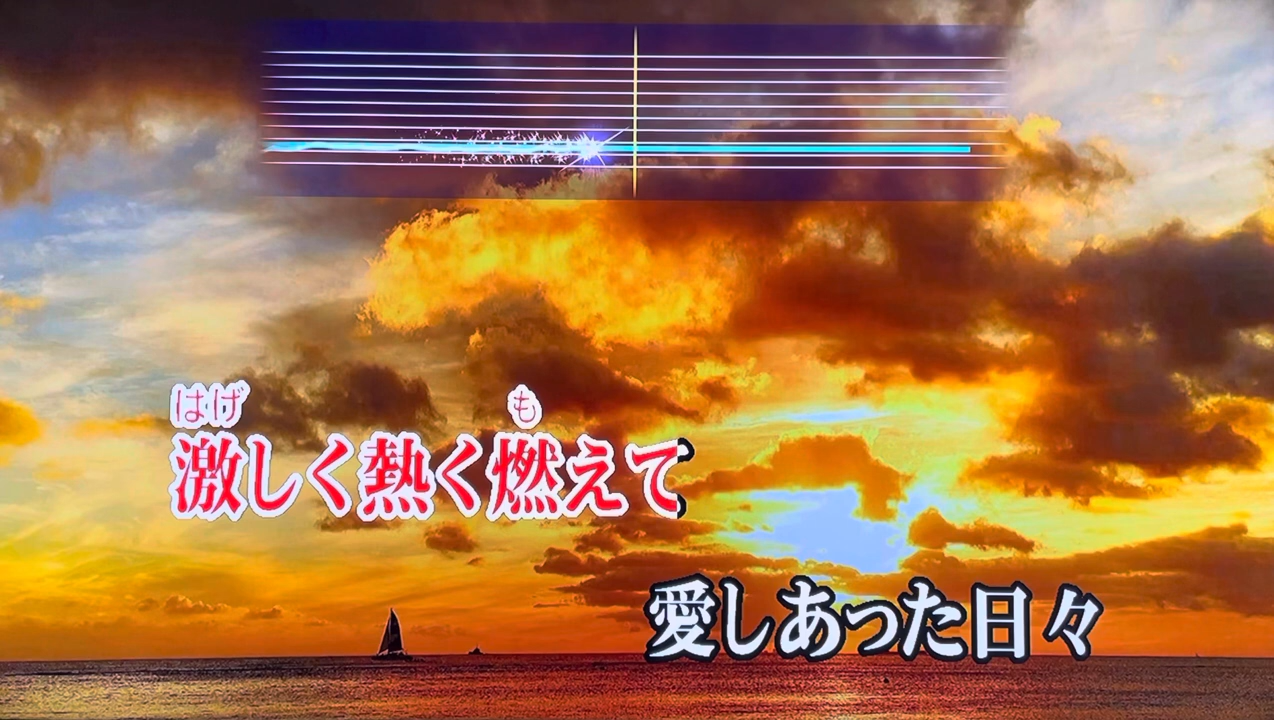 はげ も
激しく熱く燃えて
愛しあった日々